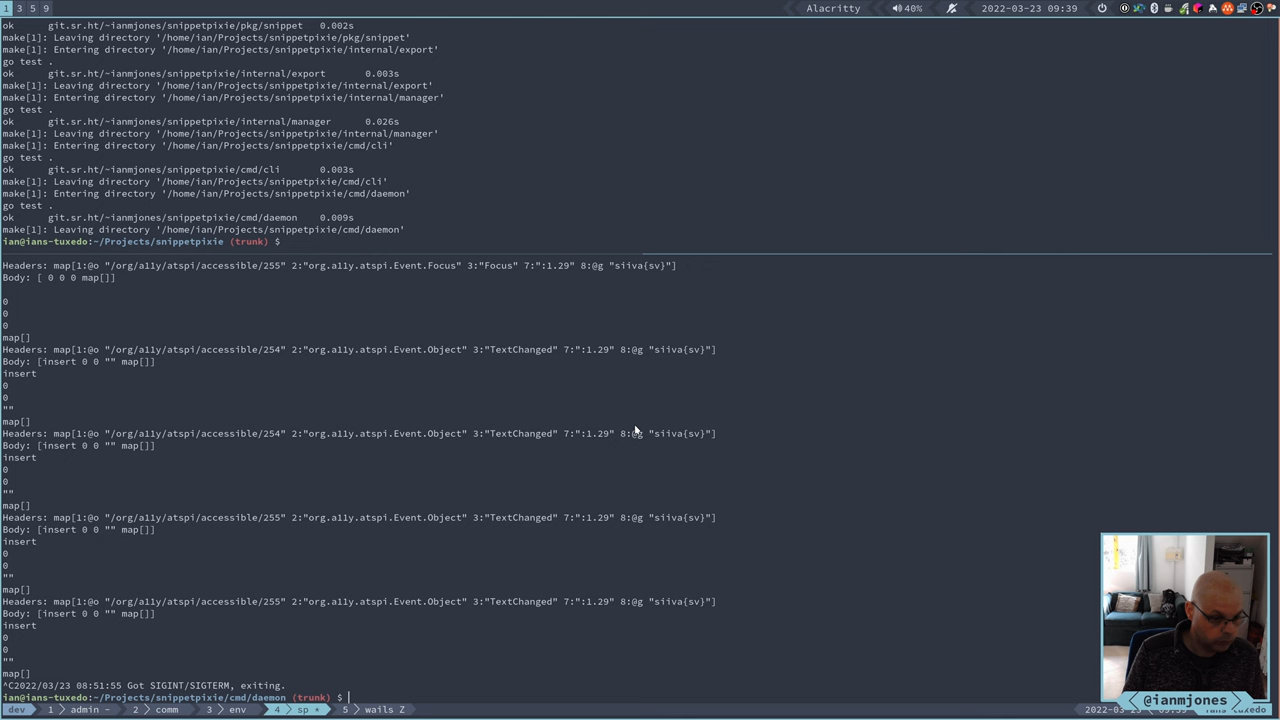 1 3 5 9 Alacritty 40% 2022-03-23 09:39
ok git.sr.ht/~ianmjones/snippetpixie/pkg/snippet 0.002s
make[1]: Leaving directory '/home/ian/Projects/snippetpixie/pkg/snippet'
make[1]: Entering directory '/home/ian/Projects/snippetpixie/internal/export'
go test .
ok git.sr.ht/~ianmjones/snippetpixie/internal/export 0.003s
make[1]: Leaving directory '/home/ian/Projects/snippetpixie/internal/export'
make[1]: Entering directory '/home/ian/Projects/snippetpixie/internal/manager'
go test .
ok git.sr.ht/~ianmjones/snippetpixie/internal/manager 0.026s
make[1]: Leaving directory '/home/ian/Projects/snippetpixie/internal/manager'
make[1]: Entering directory '/home/ian/Projects/snippetpixie/cmd/cli'
go test .
ok git.sr.ht/~ianmjones/snippetpixie/cmd/cli 0.003s
make[1]: Leaving directory '/home/ian/Projects/snippetpixie/cmd/cli'
make[1]: Entering directory '/home/ian/Projects/snippetpixie/cmd/daemon'
go test .
ok git.sr.ht/~ianmjones/snippetpixie/cmd/daemon 0.009s
make[1]: Leaving directory '/home/ian/Projects/snippetpixie/cmd/daemon'
ian@ians-tuxedo:~/Projects/snippetpixie (trunk) $
Headers: map[1:@o "/org/a11y/atspi/accessible/255" 2:"org.a11y.atspi.Event.Focus" 3:"Focus" 7:":1.29" 8:@g "siiva{sv}"]
Body: [ 0 0 0 map[]]
0
0
0
map[]
Headers: map[1:@o "/org/a11y/atspi/accessible/254" 2:"org.a11y.atspi.Event.Object" 3:"TextChanged" 7:":1.29" 8:@g "siiva{sv}"]
Body: [insert 0 0 "" map[]]
insert
0
0
""
map[]
Headers: map[1:@o "/org/a11y/atspi/accessible/254" 2:"org.a11y.atspi.Event.Object" 3:"TextChanged" 7:":1.29" 8:@g "siiva{sv}"]
Body: [insert 0 0 "" map[]]
insert
0
0
""
map[]
Headers: map[1:@o "/org/a11y/atspi/accessible/255" 2:"org.a11y.atspi.Event.Object" 3:"TextChanged" 7:":1.29" 8:@g "siiva{sv}"]
Body: [insert 0 0 "" map[]]
insert
0
0
""
map[]
Headers: map[1:@o "/org/a11y/atspi/accessible/255" 2:"org.a11y.atspi.Event.Object" 3:"TextChanged" 7:":1.29" 8:@g "siiva{sv}"]
Body: [insert 0 0 "" map[]]
insert
0
0
""
map[]
^C2022/03/23 08:51:55 Got SIGINT/SIGTERM, exiting.
ian@ians-tuxedo:~/Projects/snippetpixie/cmd/daemon (trunk) $
@ianmjones
dev 1 admin - 2 comm 3 env 4 sp * 5 wails Z